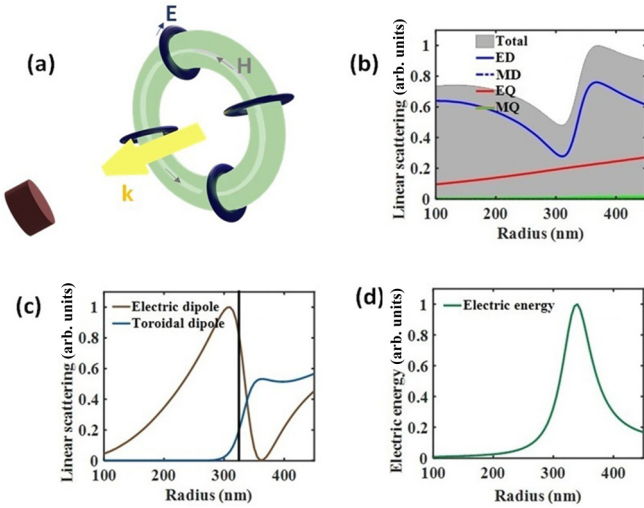 (a)
E
H
k
(b)
Linear scattering (arb. units)
1
0.8
0.6
0.4
0.2
0
Total
ED
MD
EQ
MQ
100
200
300
400
Radius (nm)
(c)
Linear scattering (arb. units)
1
0.8
0.6
0.4
0.2
0
Electric dipole
Toroidal dipole
100
200
300
400
Radius (nm)
(d)
Electric energy (arb. units)
1
0.8
0.6
0.4
0.2
0
Electric energy
100
200
300
400
Radius (nm)